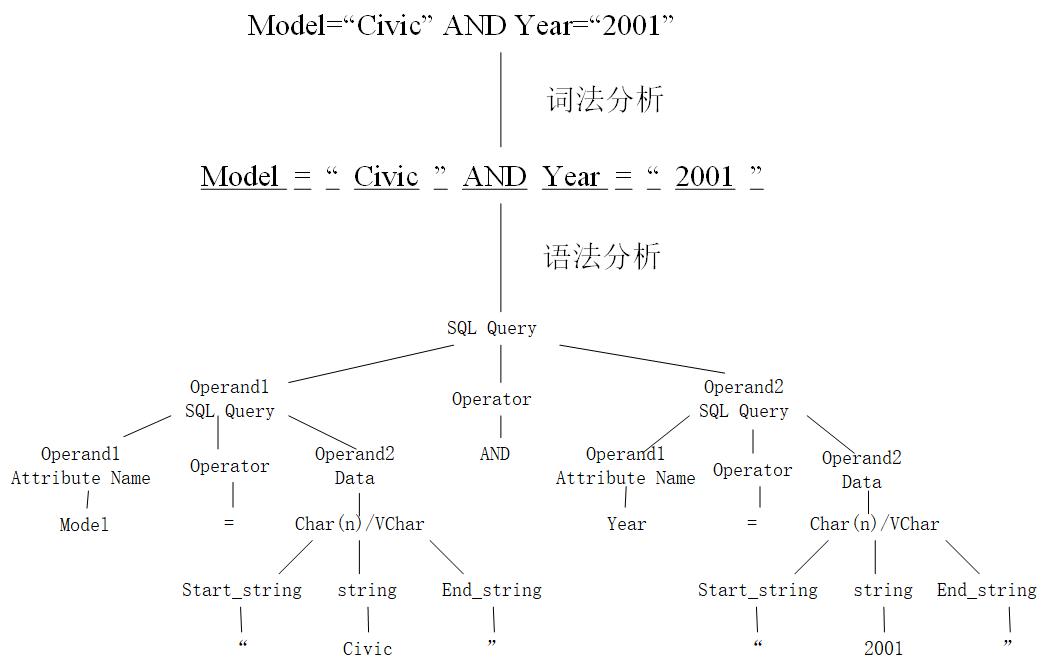 Model=“Civic” AND Year=“2001”
词法分析
Model = “ Civic ” AND Year = “ 2001 ”
语法分析
SQL Query
Operand1
SQL Query
Operator
Operand2
SQL Query
Operand1
Attribute Name
Operator
Operand2
Data
AND
Operand1
Attribute Name
Operator
Operand2
Data
Model
=
Char(n)/VChar
Year
=
Char(n)/VChar
Start_string
string
End_string
Start_string
string
End_string
“
Civic
”
“
2001
”